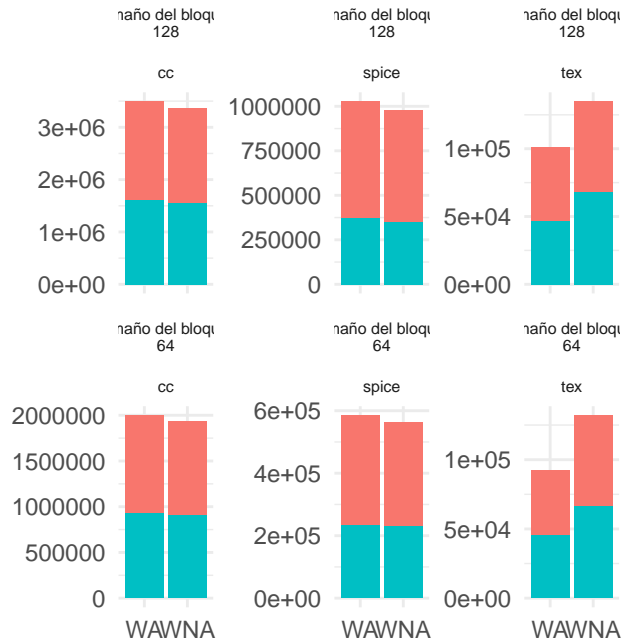 maño del bloqu maño del bloqu maño del bloqu
128 128 128
cc spice tex
3e+06
2e+06
1e+06
0e+00
1000000
750000
500000
250000
0
1e+05
5e+04
0e+00
maño del bloqu maño del bloqu maño del bloqu
64 64 64
cc spice tex
2000000
1500000
1000000
500000
0
6e+05
4e+05
2e+05
0e+00
1e+05
5e+04
0e+00
WAWNA WAWNA WAWNA